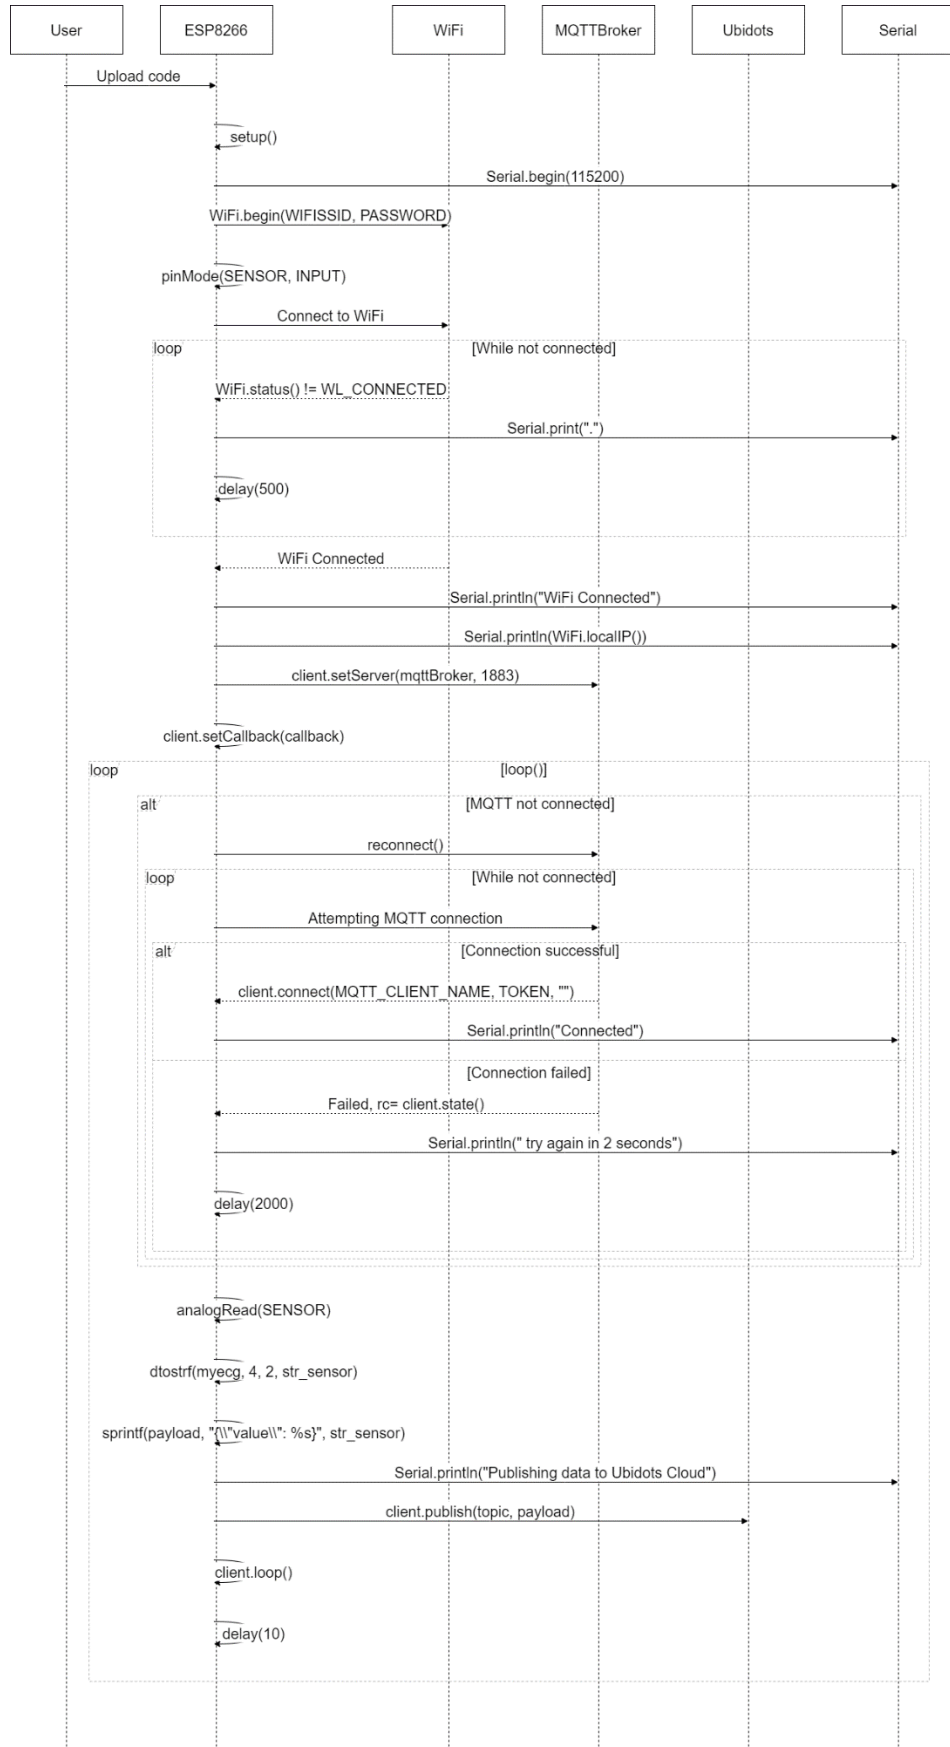 User ESP8266 WiFi MQTTBroker Ubidots Serial
Upload code
setup()
Serial.begin(115200)
WiFi.begin(WIFISSID, PASSWORD)
pinMode(SENSOR, INPUT)
Connect to WiFi
loop [While not connected]
WiFi.status() != WL_CONNECTED
Serial.print(".")
delay(500)
WiFi Connected
Serial.println("WiFi Connected")
Serial.println(WiFi.localIP())
client.setServer(mqttBroker, 1883)
client.setCallback(callback)
loop [loop()]
alt [MQTT not connected]
reconnect()
loop [While not connected]
Attempting MQTT connection
alt [Connection successful]
client.connect(MQTT_CLIENT_NAME, TOKEN, "")
Serial.println("Connected")
[Connection failed]
Failed, rc= client.state()
Serial.println(" try again in 2 seconds")
delay(2000)
analogRead(SENSOR)
dtostrf(myecg, 4, 2, str_sensor)
sprintf(payload, "{\\"value\\": %s}", str_sensor)
Serial.println("Publishing data to Ubidots Cloud")
client.publish(topic, payload)
client.loop()
delay(10)